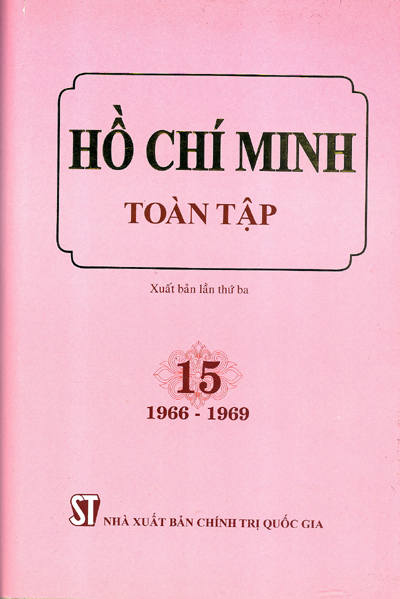 HỒ CHÍ MINH
TOÀN TẬP
Xuất bản lần thứ ba
15
1966 - 1969
ST NHÀ XUẤT BẢN CHÍNH TRỊ QUỐC GIA